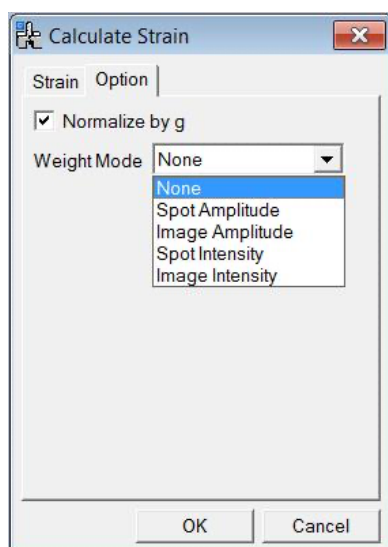 Calculate Strain
Strain Option
Normalize by g
Weight Mode None
None
Spot Amplitude
Image Amplitude
Spot Intensity
Image Intensity
OK Cancel